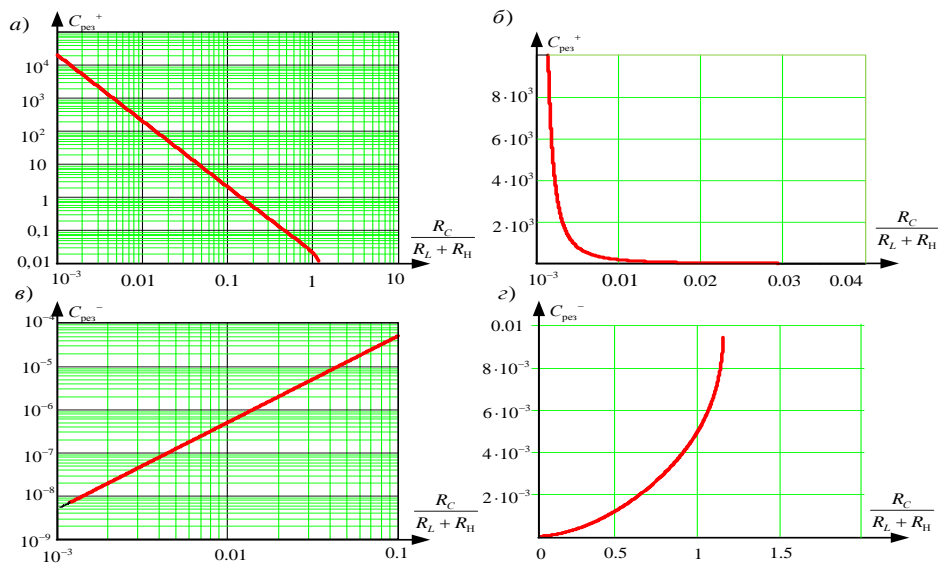 а) C_рез^+
10^4
10^3
10^2
10
1
0,1
0,01
10^−3 0.01 0.1 1 10
R_C
R_L + R_Н
б) C_рез^+
8·10^3
6·10^3
4·10^3
2·10^3
10^−3 0.01 0.02 0.03 0.04
R_C
R_L + R_Н
в) C_рез^−
10^−4
10^−5
10^−6
10^−7
10^−8
10^−9
10^−3 0.01 0.1
R_C
R_L + R_Н
г) C_рез^−
0.01
8·10^−3
6·10^−3
4·10^−3
2·10^−3
0 0.5 1 1.5
R_C
R_L + R_Н